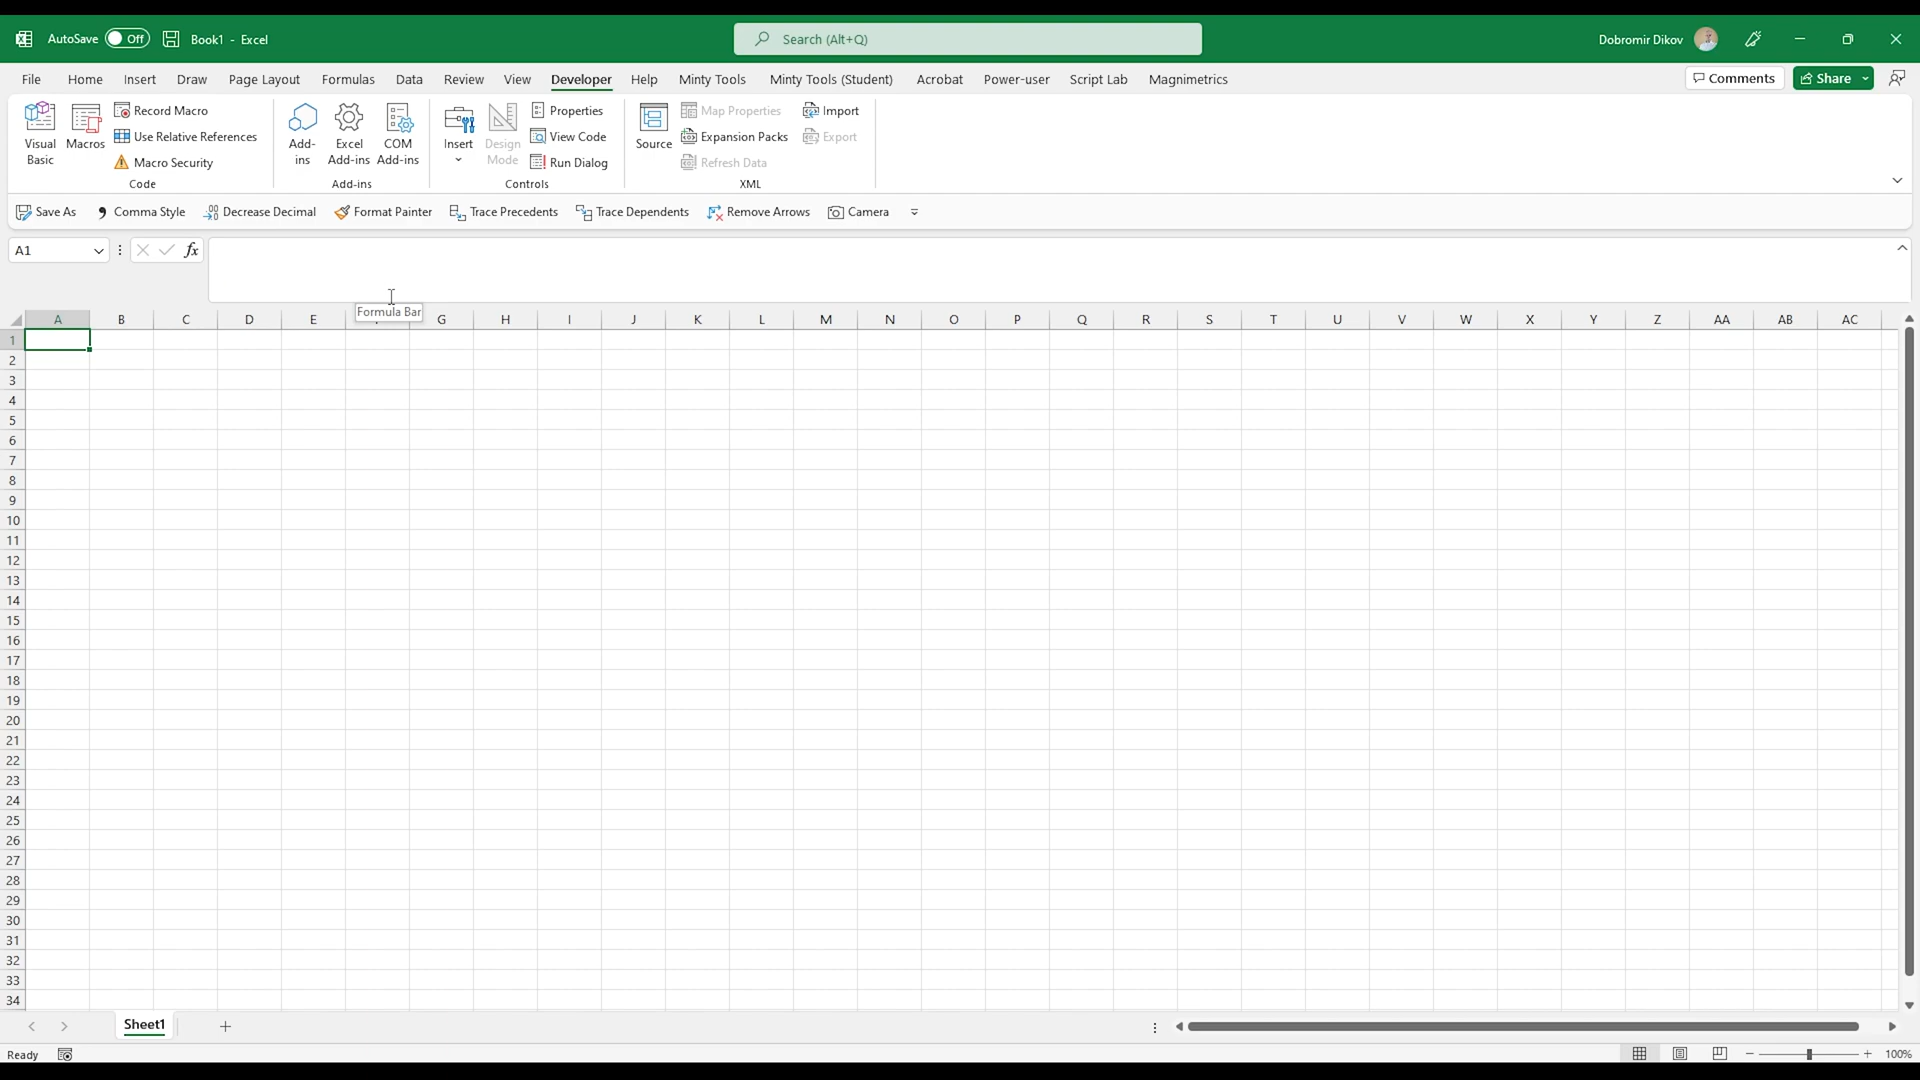 AutoSave Off Book1 - Excel Search (Alt+Q) Dobromir Dikov
File Home Insert Draw Page Layout Formulas Data Review View Developer Help Minty Tools Minty Tools (Student) Acrobat Power-user Script Lab Magnimetrics Comments Share
Visual Basic
Macros
Record Macro
Use Relative References
Macro Security
Code
Add-ins
Excel Add-ins
COM Add-ins
Add-ins
Insert
Design Mode
Properties
View Code
Run Dialog
Controls
Source
Map Properties
Expansion Packs
Refresh Data
Import
Export
XML
Save As Comma Style Decrease Decimal Format Painter Trace Precedents Trace Dependents Remove Arrows Camera
A1 fx
Formula Bar
A B C D E G H I J K L M N O P Q R S T U V W X Y Z AA AB AC
1
2
3
4
5
6
7
8
9
10
11
12
13
14
15
16
17
18
19
20
21
22
23
24
25
26
27
28
29
30
31
32
33
34
Sheet1
Ready 100%